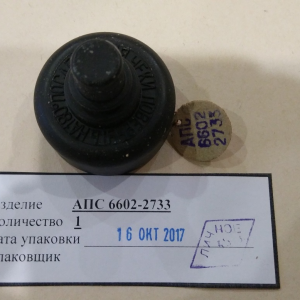 АПС
6602
2733
зделие АПС 6602-2733
оличество 1
ата упаковки 16 ОКТ 2017
паковщик